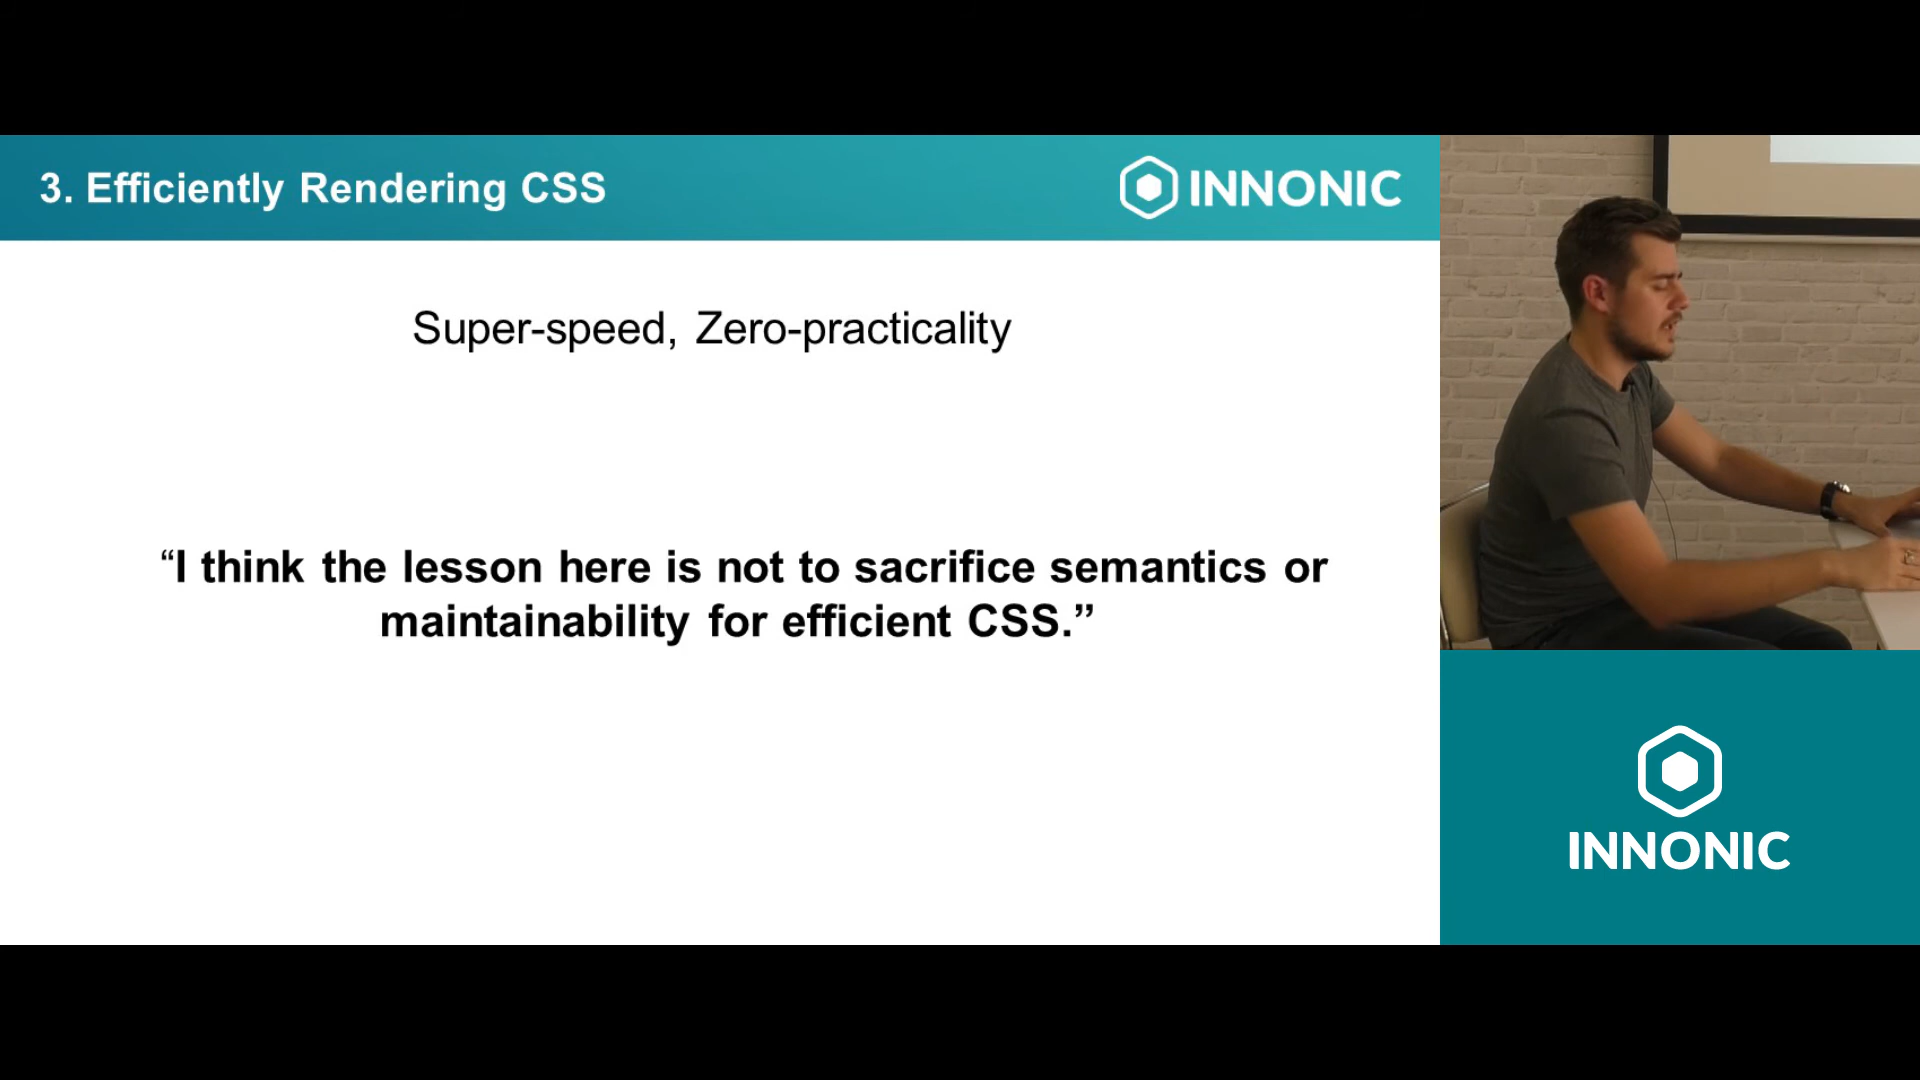 3. Efficiently Rendering CSS
INNONIC
Super-speed, Zero-practicality
“I think the lesson here is not to sacrifice semantics or
maintainability for efficient CSS.”
INNONIC